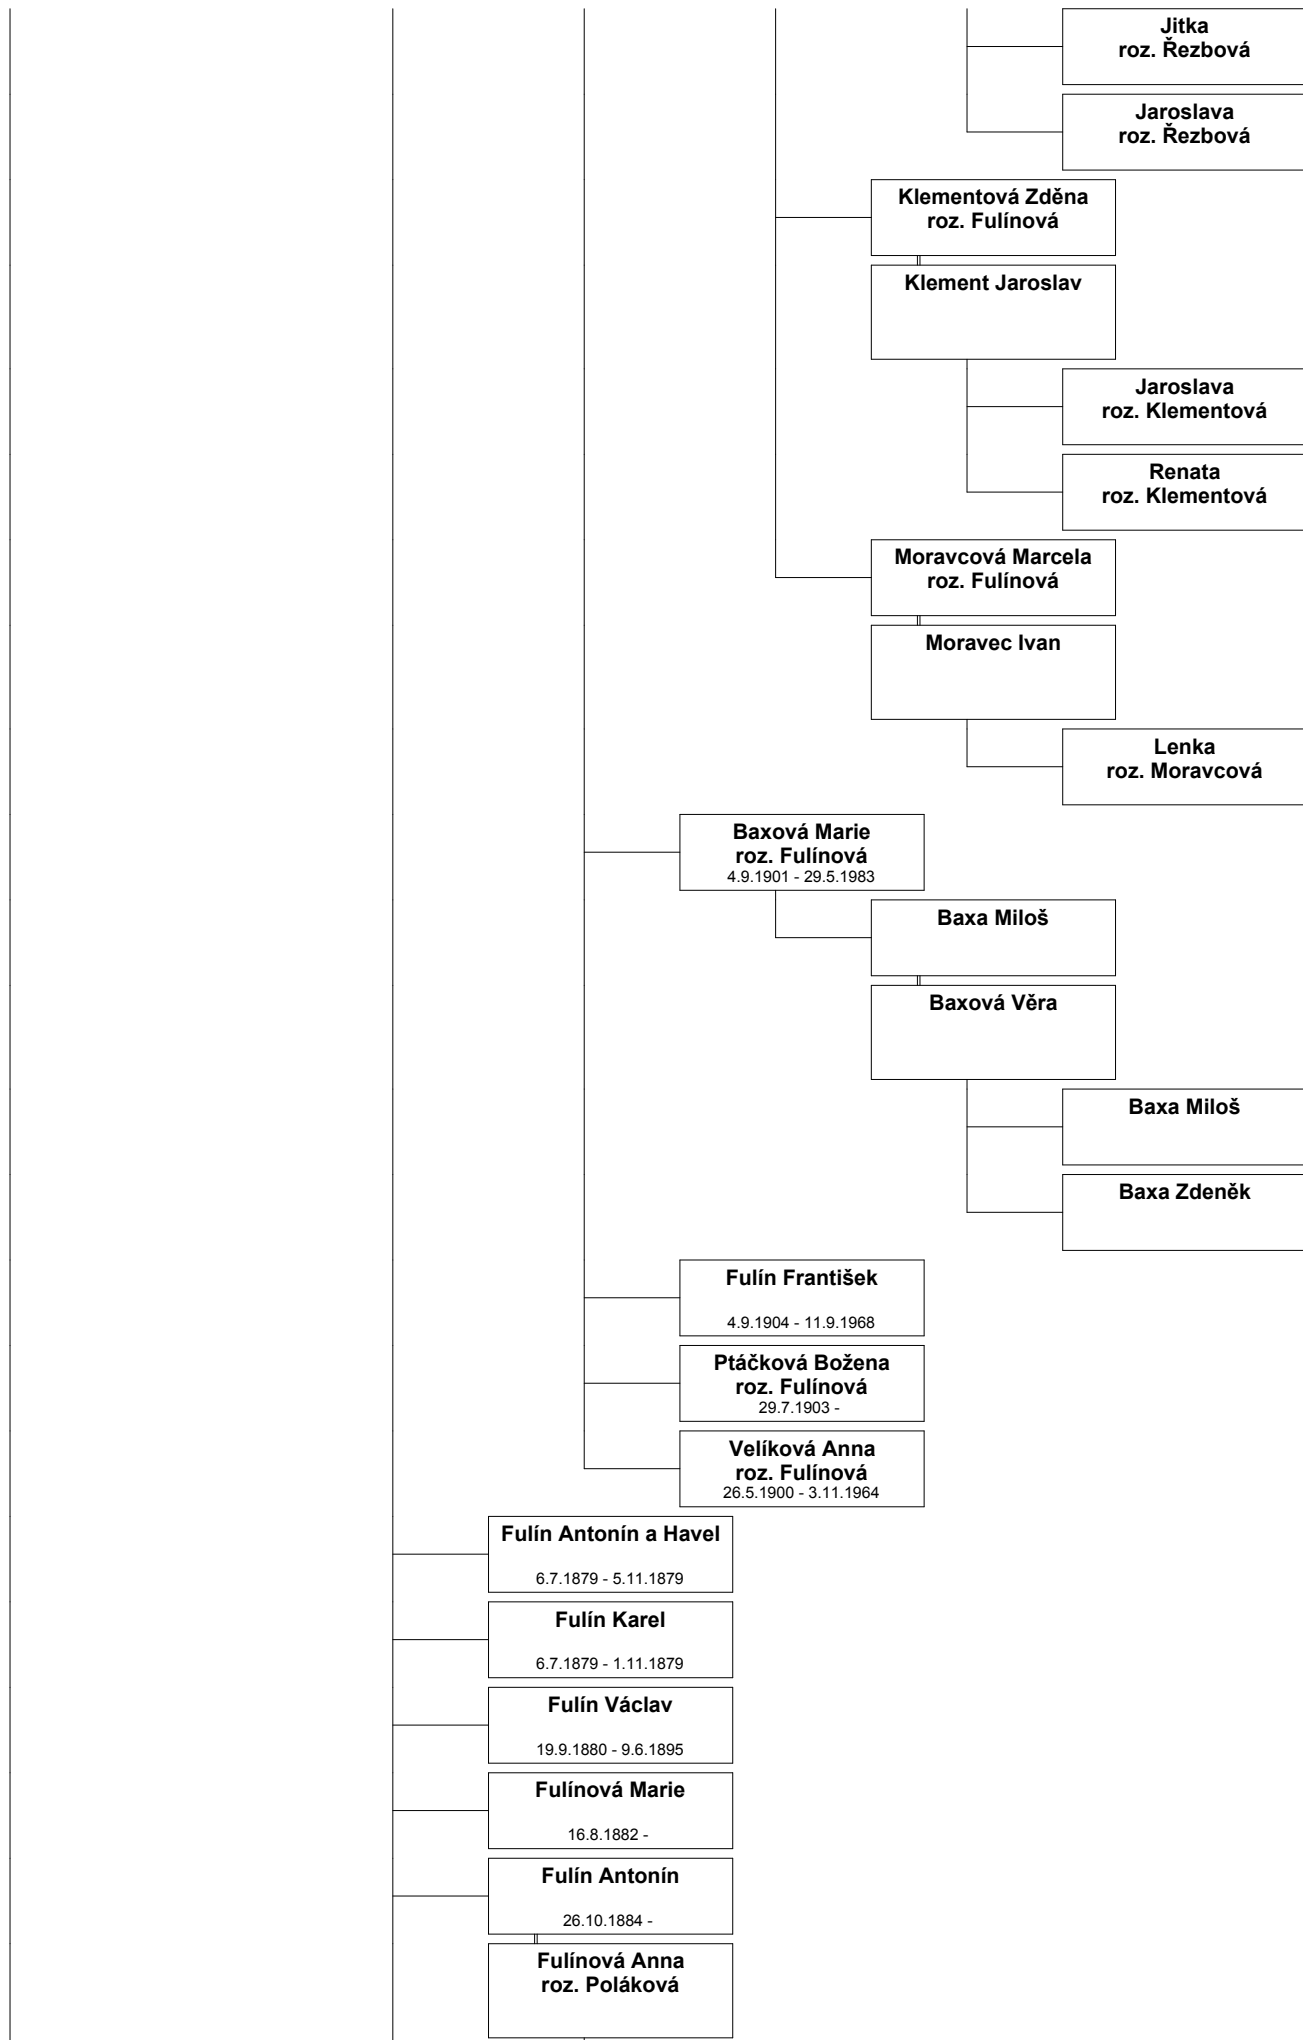 Jitka
roz. Řezbová
Jaroslava
roz. Řezbová
Klementová Zděna
roz. Fulínová
Klement Jaroslav
Jaroslava
roz. Klementová
Renata
roz. Klementová
Moravcová Marcela
roz. Fulínová
Moravec Ivan
Lenka
roz. Moravcová
Baxová Marie
roz. Fulínová
4.9.1901 - 29.5.1983
Baxa Miloš
Baxová Věra
Baxa Miloš
Baxa Zdeněk
Fulín František
4.9.1904 - 11.9.1968
Ptáčková Božena
roz. Fulínová
29.7.1903 -
Velíková Anna
roz. Fulínová
26.5.1900 - 3.11.1964
Fulín Antonín a Havel
6.7.1879 - 5.11.1879
Fulín Karel
6.7.1879 - 1.11.1879
Fulín Václav
19.9.1880 - 9.6.1895
Fulínová Marie
16.8.1882 -
Fulín Antonín
26.10.1884 -
Fulínová Anna
roz. Poláková